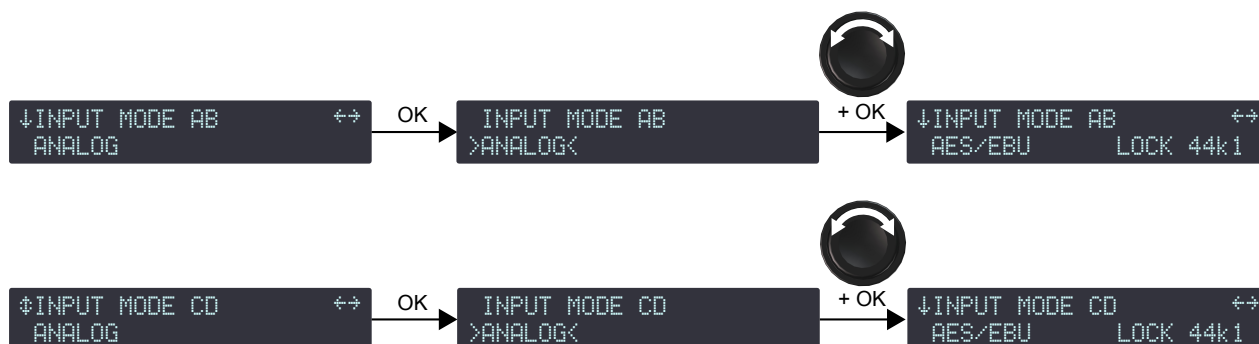 ↓INPUT MODE AB ←→
ANALOG
OK
INPUT MODE AB
>ANALOG<
+ OK
↓INPUT MODE AB ←→
AES/EBU LOCK 44k1
↕INPUT MODE CD ←→
ANALOG
OK
INPUT MODE CD
>ANALOG<
+ OK
↓INPUT MODE CD ←→
AES/EBU LOCK 44k1